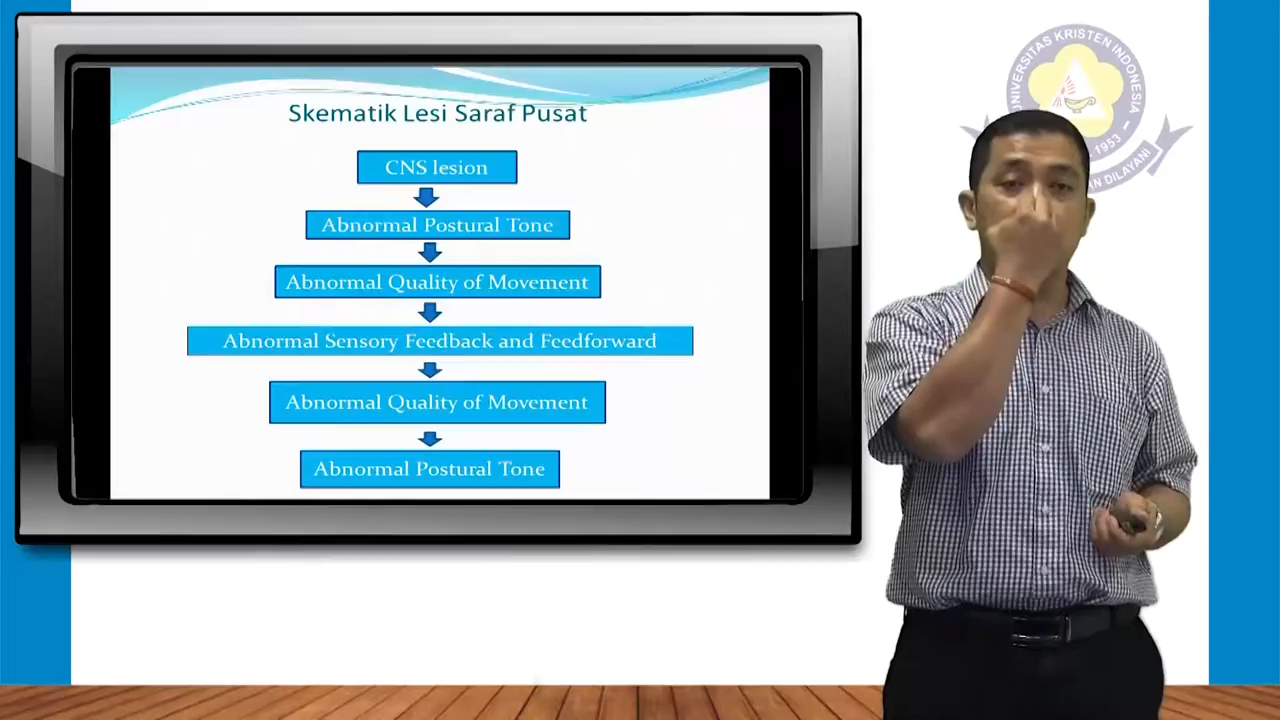 Skematik Lesi Saraf Pusat
CNS lesion
Abnormal Postural Tone
Abnormal Quality of Movement
Abnormal Sensory Feedback and Feedforward
Abnormal Quality of Movement
Abnormal Postural Tone
UNIVERSITAS KRISTEN INDONESIA
1953
DILAYANI